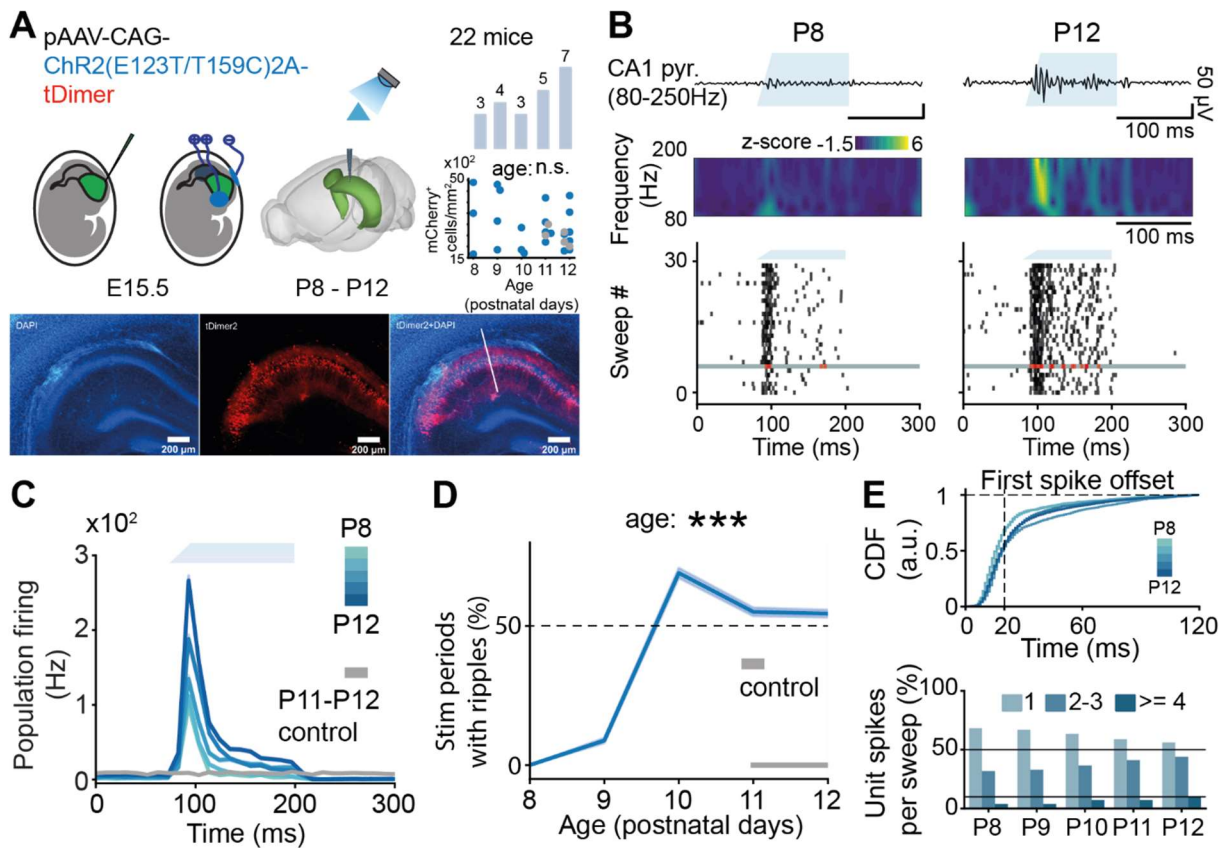 A
pAAV-CAG-
ChR2(E123T/T159C)2A-
tDimer
22 mice
3
4
3
5
7
E15.5
P8 - P12
x10²
age: n.s.
50
15
mCherry⁺
cells/mm²
8 9 10 11 12
Age
(postnatal days)
DAPI
200 µm
tDimer2
200 µm
tDimer2+DAPI
200 µm
B
P8
P12
CA1 pyr.
(80-250Hz)
50 µV
100 ms
z-score -1.5 6
200
80
Frequency
(Hz)
100 ms
30
0
Sweep #
0 100 200 300
Time (ms)
0 100 200 300
Time (ms)
C
x10²
3
2
1
0
Population firing
(Hz)
P8
P12
P11-P12
control
0 100 200 300
Time (ms)
D
age: ***
50
0
Stim periods
with ripples (%)
control
8 9 10 11 12
Age (postnatal days)
E
First spike offset
1
0.5
0
CDF
(a.u.)
P8
P12
0 20 60 120
Time (ms)
100
50
0
Unit spikes
per sweep (%)
1 2-3 >= 4
P8 P9 P10 P11 P12